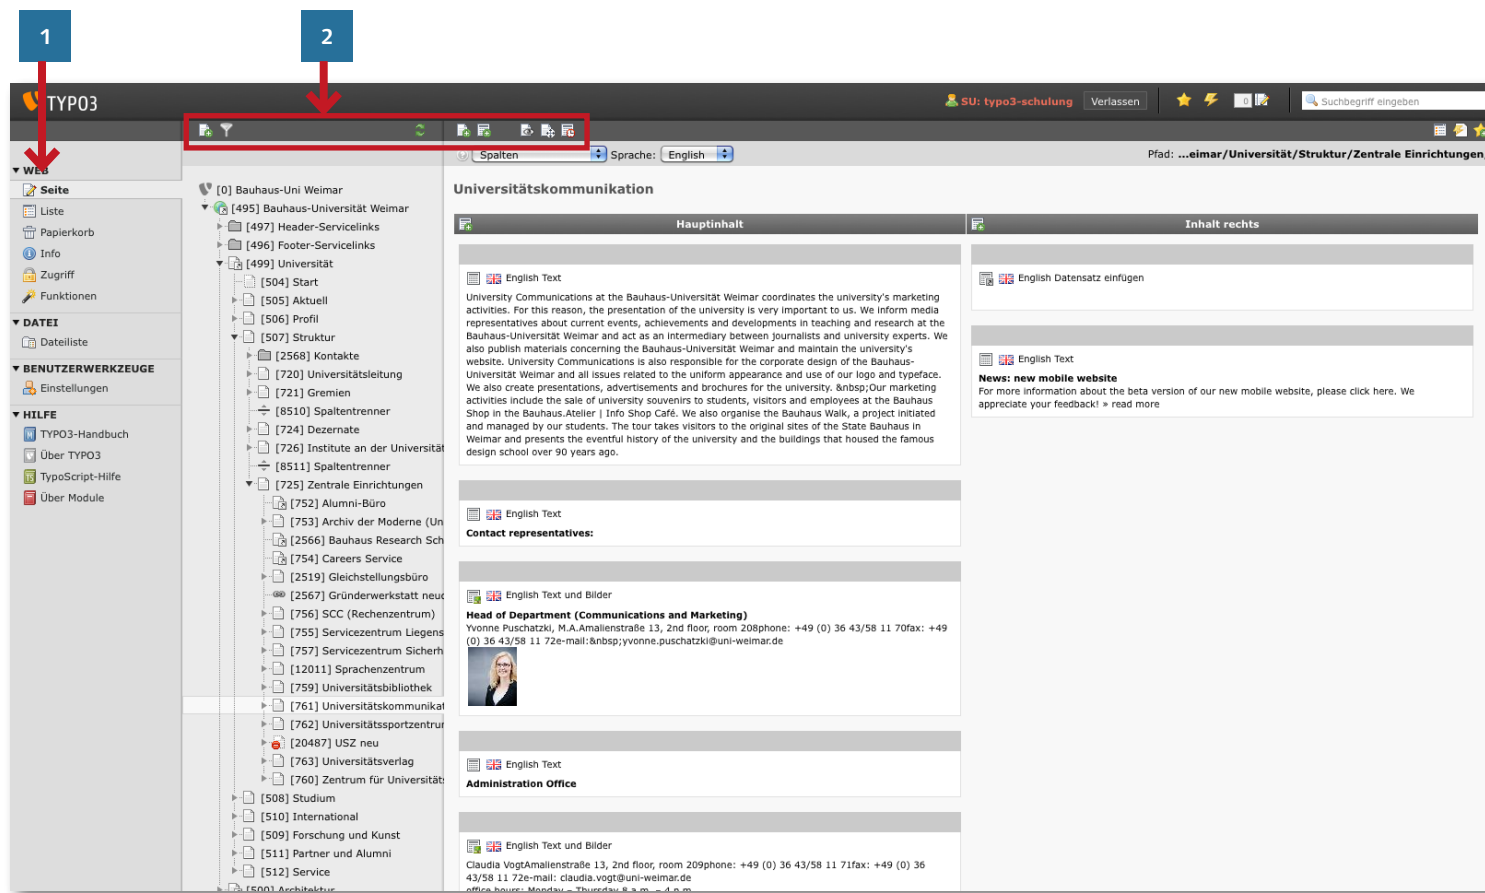 1
2
TYPO3
SU: typo3-schulung
Verlassen
0
Suchbegriff eingeben
Spalten
Sprache:
English
Pfad: ...eimar/Universität/Struktur/Zentrale Einrichtungen
WEB
Seite
Liste
Papierkorb
Info
Zugriff
Funktionen
DATEI
Dateiliste
BENUTZERWERKZEUGE
Einstellungen
HILFE
TYPO3-Handbuch
Über TYPO3
TypoScript-Hilfe
Über Module
[0] Bauhaus-Uni Weimar
[495] Bauhaus-Universität Weimar
[497] Header-Servicelinks
[496] Footer-Servicelinks
[499] Universität
[504] Start
[505] Aktuell
[506] Profil
[507] Struktur
[2568] Kontakte
[720] Universitätsleitung
[721] Gremien
[8510] Spaltentrenner
[724] Dezernate
[726] Institute an der Universität
[8511] Spaltentrenner
[725] Zentrale Einrichtungen
[752] Alumni-Büro
[753] Archiv der Moderne (Un
[2566] Bauhaus Research Sch
[754] Careers Service
[2519] Gleichstellungsbüro
[2567] Gründerwerkstatt neud
[756] SCC (Rechenzentrum)
[755] Servicezentrum Liegens
[757] Servicezentrum Sicherh
[12011] Sprachenzentrum
[759] Universitätsbibliothek
[761] Universitätskommunikat
[762] Universitätssportzentrur
[20487] USZ neu
[763] Universitätsverlag
[760] Zentrum für Universität:
[508] Studium
[510] International
[509] Forschung und Kunst
[511] Partner und Alumni
[512] Service
[500] Architektur
Universitätskommunikation
Hauptinhalt
English Text
University Communications at the Bauhaus-Universität Weimar coordinates the university's marketing
activities. For this reason, the presentation of the university is very important to us. We inform media
representatives about current events, achievements and developments in teaching and research at the
Bauhaus-Universität Weimar and act as an intermediary between journalists and university experts. We
also publish materials concerning the Bauhaus-Universität Weimar and maintain the university's
website. University Communications is also responsible for the corporate design of the Bauhaus-
Universität Weimar and all issues related to the uniform appearance and use of our logo and typeface.
We also create presentations, advertisements and brochures for the university. &nbsp;Our marketing
activities include the sale of university souvenirs to students, visitors and employees at the Bauhaus
Shop in the Bauhaus.Atelier | Info Shop Café. We also organise the Bauhaus Walk, a project initiated
and managed by our students. The tour takes visitors to the original sites of the State Bauhaus in
Weimar and presents the eventful history of the university and the buildings that housed the famous
design school over 90 years ago.
English Text
Contact representatives:
English Text und Bilder
Head of Department (Communications and Marketing)
Yvonne Puschatzki, M.A.Amalienstraße 13, 2nd floor, room 208phone: +49 (0) 36 43/58 11 70fax: +49
(0) 36 43/58 11 72e-mail:&nbsp;yvonne.puschatzki@uni-weimar.de
English Text
Administration Office
English Text und Bilder
Claudia VogtAmalienstraße 13, 2nd floor, room 209phone: +49 (0) 36 43/58 11 71fax: +49 (0) 36
43/58 11 72e-mail: claudia.vogt@uni-weimar.de
office hours: Monday – Thursday 8 a.m. – 4 p.m.
Inhalt rechts
English Datensatz einfügen
English Text
News: new mobile website
For more information about the beta version of our new mobile website, please click here. We
appreciate your feedback! » read more